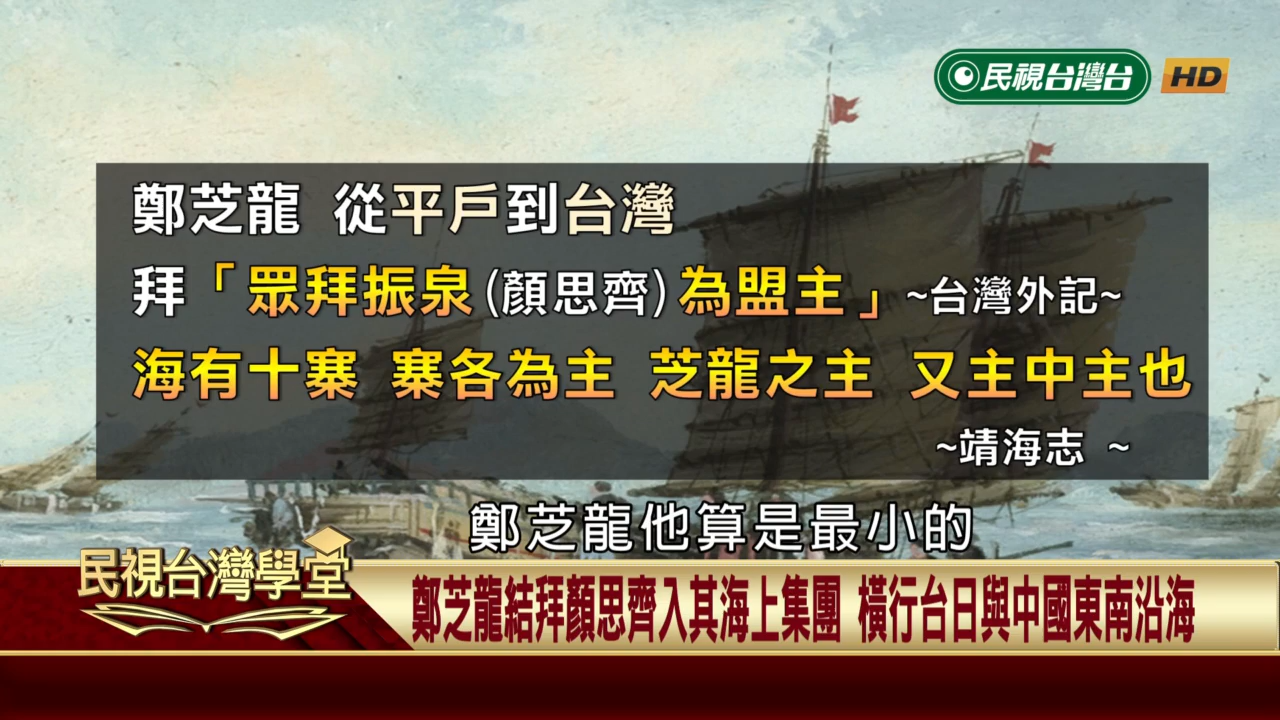 民視台灣台 HD
鄭芝龍 從平戶到台灣
拜「眾拜振泉(顏思齊)為盟主」~台灣外記~
海有十寨 寨各為主 芝龍之主 又主中主也
~靖海志 ~
鄭芝龍他算是最小的
民視台灣學堂
鄭芝龍結拜顏思齊入其海上集團 橫行台日與中國東南沿海